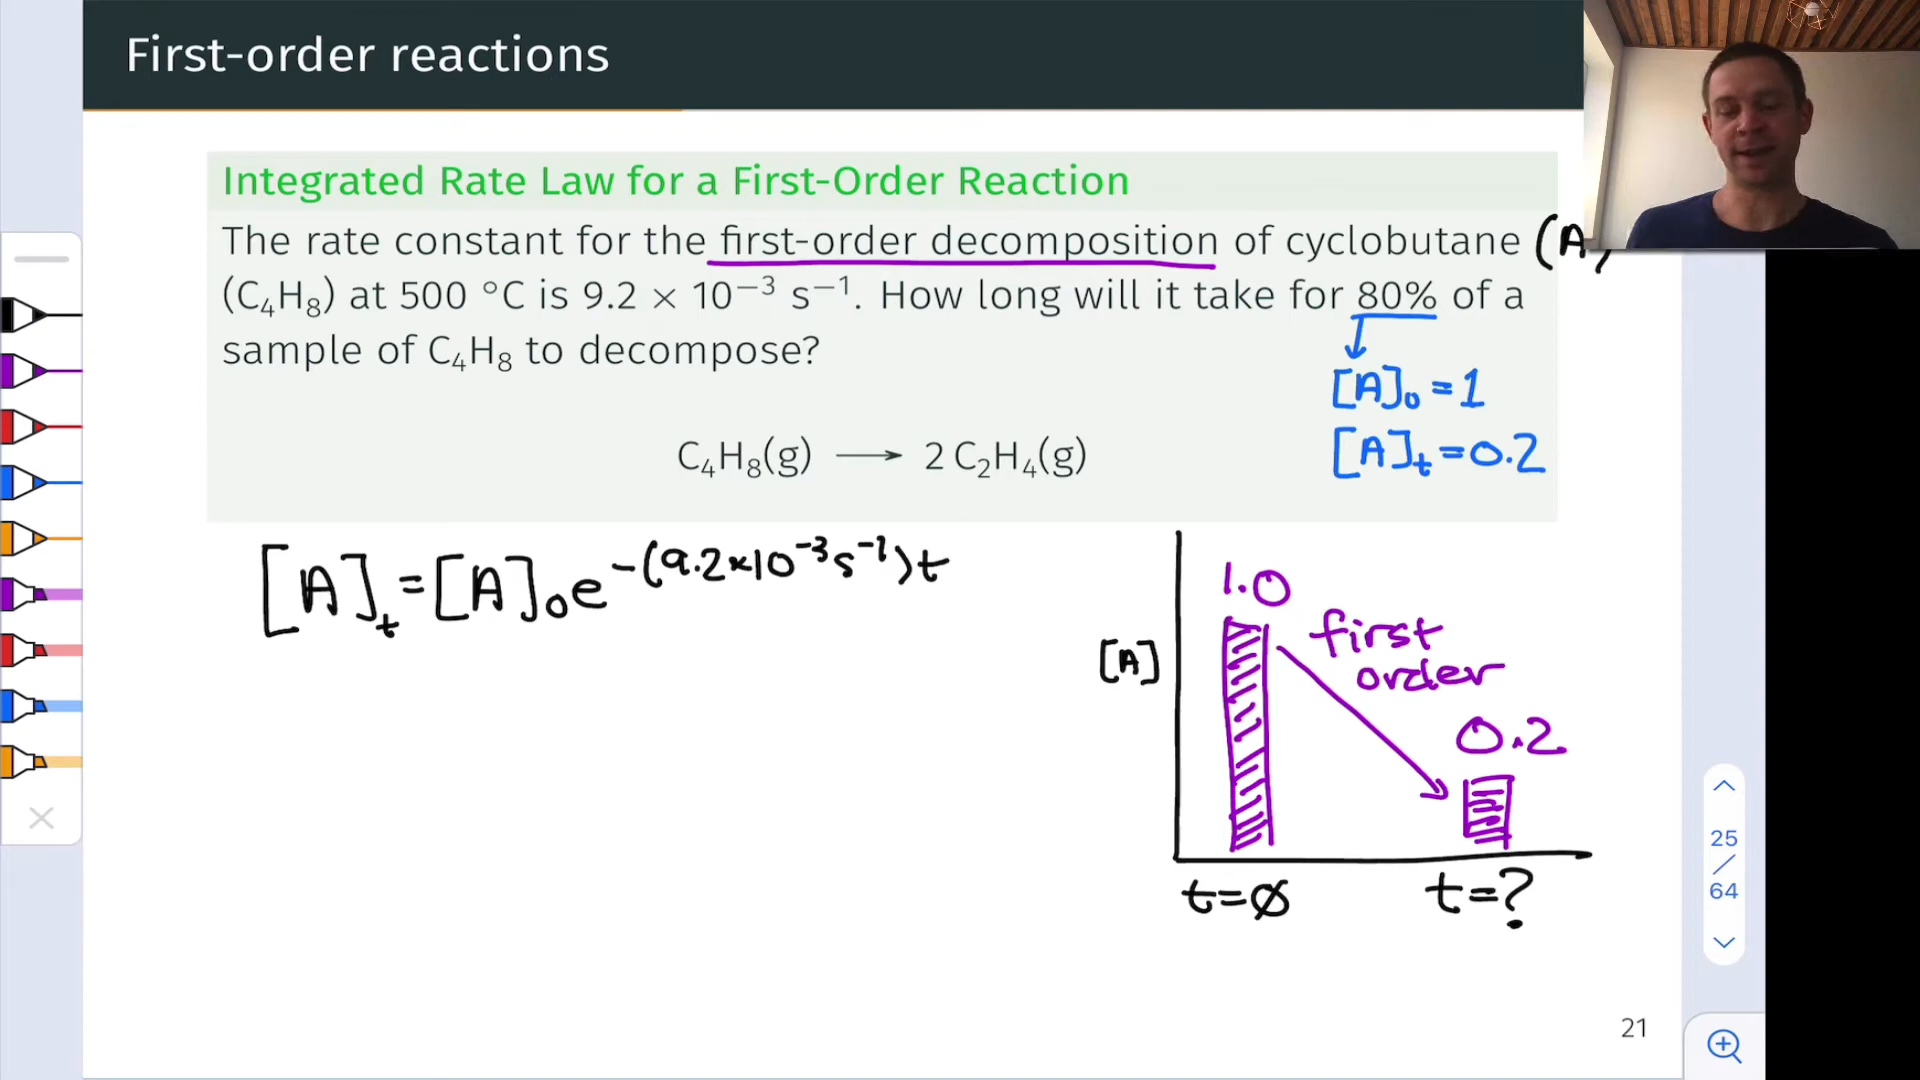 First-order reactions
Integrated Rate Law for a First-Order Reaction
The rate constant for the first-order decomposition of cyclobutane (A)
(C₄H₈) at 500 °C is 9.2 × 10⁻³ s⁻¹. How long will it take for 80% of a
sample of C₄H₈ to decompose?
[A]₀ = 1
[A]ₜ = 0.2
C₄H₈(g) ⟶ 2 C₂H₄(g)
[A]ₜ = [A]₀e^−(9.2×10⁻³s⁻¹)t
1.0
first
order
[A]
0.2
t=∅
t=?
25
/
64
21